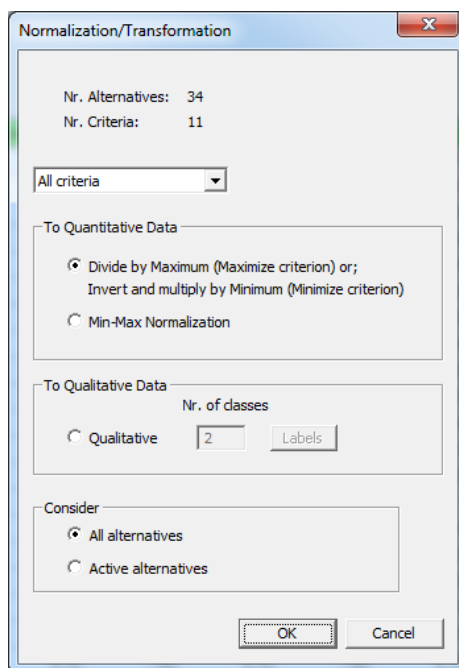 Normalization/Transformation
Nr. Alternatives: 34
Nr. Criteria: 11
All criteria
To Quantitative Data
Divide by Maximum (Maximize criterion) or;
Invert and multiply by Minimum (Minimize criterion)
Min-Max Normalization
To Qualitative Data
Nr. of classes
Qualitative 2 Labels
Consider
All alternatives
Active alternatives
OK Cancel